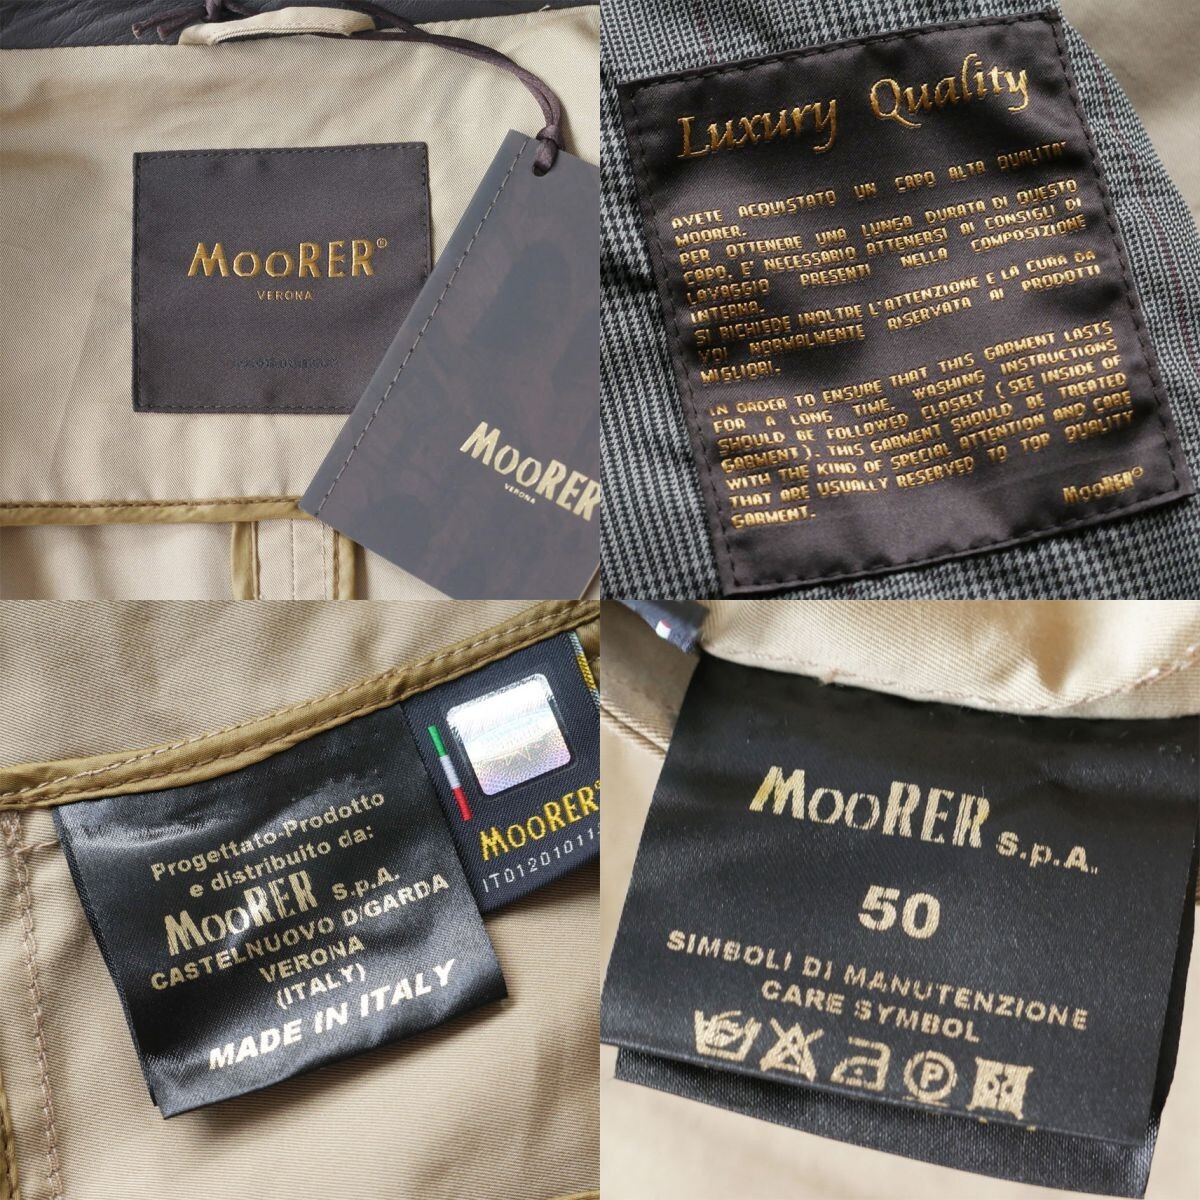 MooRER®
VERONA
MooRER
VERONA
Luxury Quality
AVETE ACQUISTATO UN CAPO ALTA QUALITA'
MOORER.
PER OTTENERE UNA LUNGA DURATA DI QUESTO
CAPO, E' NECESSARIO ATTENERSI AI CONSIGLI DI
LAVAGGIO PRESENTI NELLA COMPOSIZIONE
INTERNA.
SI RICHIEDE INOLTRE L'ATTENZIONE E LA CURA DA
VOI NORMALMENTE RISERVATA AI PRODOTTI
MIGLIORI.
IN ORDER TO ENSURE THAT THIS GARMENT LASTS
FOR A LONG TIME, WASHING INSTRUCTIONS
SHOULD BE FOLLOWED CLOSELY (SEE INSIDE OF
GARMENT). THIS GARMENT SHOULD BE TREATED
WITH THE KIND OF SPECIAL ATTENTION AND CARE
THAT ARE USUALLY RESERVED TO TOP QUALITY
GARMENT.
MooRER®
Progettato-Prodotto
e distribuito da:
MooRER S.p.A.
CASTELNUOVO D/GARDA
VERONA
(ITALY)
MADE IN ITALY
MooRER®
IT01201011
MooRER S.p.A.
50
SIMBOLI DI MANUTENZIONE
CARE SYMBOL
P